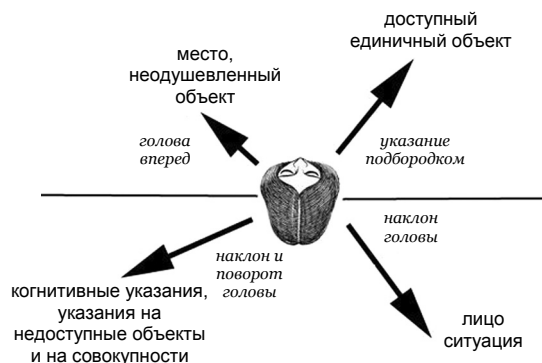 доступный
единичный объект
место,
неодушевленный
объект
голова
вперед
указание
подбородком
наклон
головы
наклон и
поворот
головы
когнитивные указания,
указания на
недоступные объекты
и на совокупности
лицо
ситуация